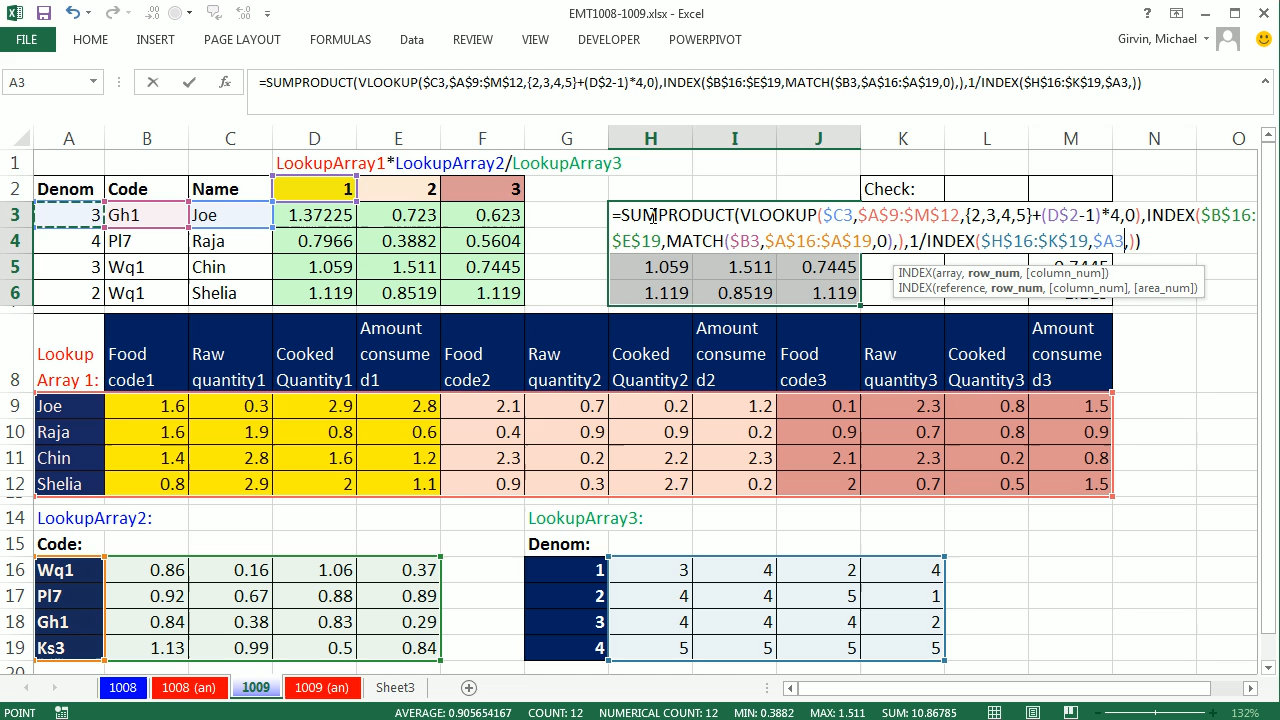 EMT1008-1009.xlsx - Excel
FILE HOME INSERT PAGE LAYOUT FORMULAS Data REVIEW VIEW DEVELOPER POWERPIVOT Girvin, Michael
A3 fx =SUMPRODUCT(VLOOKUP($C3,$A$9:$M$12,{2,3,4,5}+(D$2-1)*4,0),INDEX($B$16:$E$19,MATCH($B3,$A$16:$A$19,0),),1/INDEX($H$16:$K$19,$A3,))
A B C D E F G H I J K L M N O
1 LookupArray1*LookupArray2/LookupArray3
2 Denom Code Name 1 2 3 Check:
3 3 Gh1 Joe 1.37225 0.723 0.623 =SUMPRODUCT(VLOOKUP($C3,$A$9:$M$12,{2,3,4,5}+(D$2-1)*4,0),INDEX($B$16:
4 4 Pl7 Raja 0.7966 0.3882 0.5604 $E$19,MATCH($B3,$A$16:$A$19,0),),1/INDEX($H$16:$K$19,$A3,))
5 3 Wq1 Chin 1.059 1.511 0.7445 1.059 1.511 0.7445
INDEX(array, row_num, [column_num])
INDEX(reference, row_num, [column_num], [area_num])
6 2 Wq1 Shelia 1.119 0.8519 1.119 1.119 0.8519 1.119
Amount Amount Amount
Lookup Food Raw Cooked consume Food Raw Cooked consume Food Raw Cooked consume
8 Array 1: code1 quantity1 Quantity1 d1 code2 quantity2 Quantity2 d2 code3 quantity3 Quantity3 d3
9 Joe 1.6 0.3 2.9 2.8 2.1 0.7 0.2 1.2 0.1 2.3 0.8 1.5
10 Raja 1.6 1.9 0.8 0.6 0.4 0.9 0.9 0.2 0.9 0.7 0.8 0.9
11 Chin 1.4 2.8 1.6 1.2 2.3 0.2 2.2 2.3 2.1 2.3 0.2 0.8
12 Shelia 0.8 2.9 2 1.1 0.9 0.3 2.7 0.2 2 0.7 0.5 1.5
14 LookupArray2: LookupArray3:
15 Code: Denom:
16 Wq1 0.86 0.16 1.06 0.37 1 3 4 2 4
17 Pl7 0.92 0.67 0.88 0.89 2 4 4 5 1
18 Gh1 0.84 0.38 0.83 0.29 3 4 4 4 2
19 Ks3 1.13 0.99 0.5 0.84 4 5 5 5 5
20
1008 1008 (an) 1009 1009 (an) Sheet3
POINT AVERAGE: 0.905654167 COUNT: 12 NUMERICAL COUNT: 12 MIN: 0.3882 MAX: 1.511 SUM: 10.86785 132%